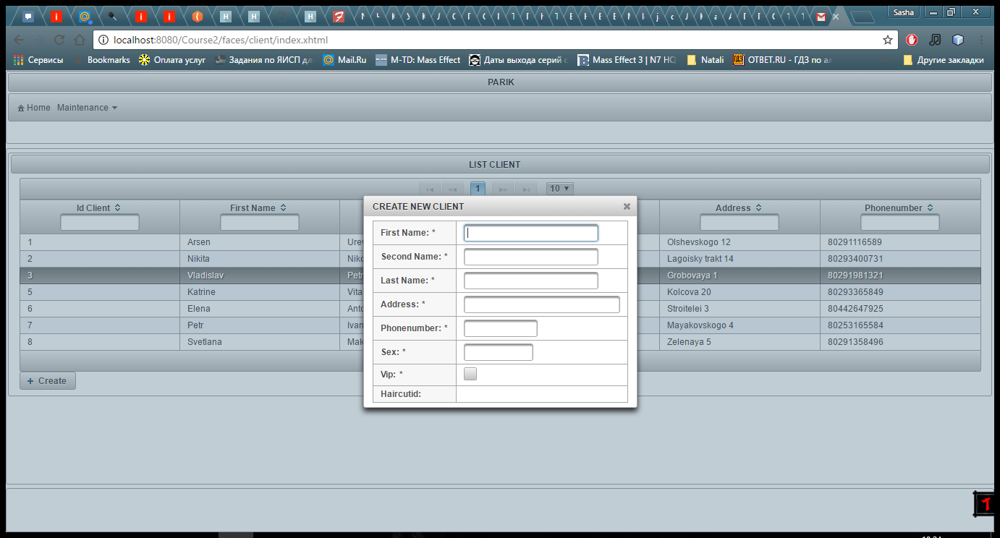 Sasha
localhost:8080/Course2/faces/client/index.xhtml
Сервисы Bookmarks Оплата услуг Задания по ЯИСП дл Mail.Ru M-TD: Mass Effect Даты выхода серий с Mass Effect 3 | N7 HQ Natali ОТВЕТ.RU - ГДЗ по ал Другие закладки
PARIK
Home Maintenance
LIST CLIENT
1 10
CREATE NEW CLIENT
Id Client First Name Address Phonenumber
First Name: *
1 Arsen Olshevskogo 12 80291116589
Second Name: *
2 Nikita Lagoisky trakt 14 80293400731
3 Vladislav Petr Grobovaya 1 80291981321
Last Name: *
5 Katrine Vita Kolcova 20 80293365849
Address: *
6 Elena Anto Stroitelei 3 80442647925
7 Petr Ivan Mayakovskogo 4 80253165584
Phonenumber: *
8 Svetlana Mak Zelenaya 5 80291358496
Sex: *
Vip: *
+ Create
Haircutid: